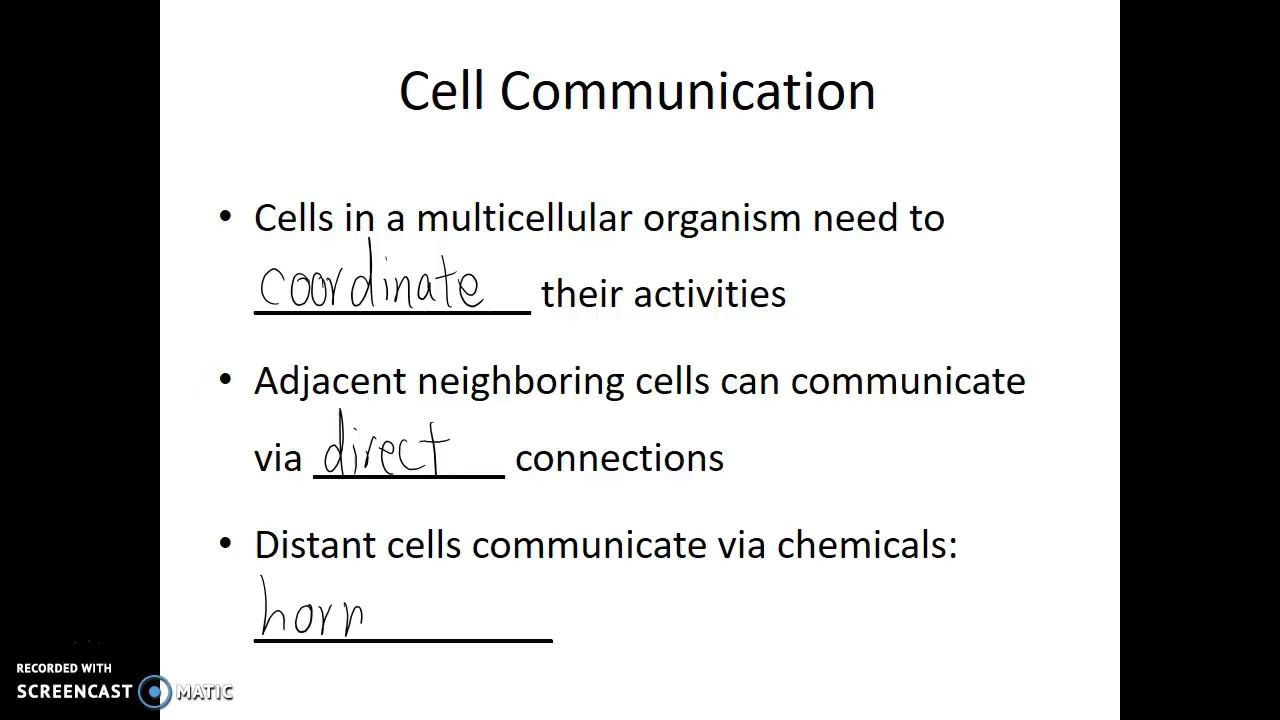 Cell Communication
• Cells in a multicellular organism need to
coordinate their activities
• Adjacent neighboring cells can communicate
via direct connections
• Distant cells communicate via chemicals:
horn
RECORDED WITH
SCREENCAST MATIC